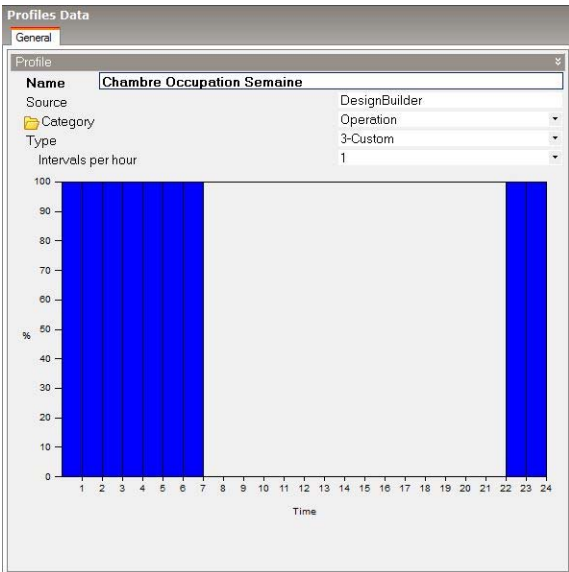 Profiles Data
General
Profile
Name Chambre Occupation Semaine
Source DesignBuilder
Category Operation
Type 3-Custom
Intervals per hour 1
100
90
80
70
60
% 50
40
30
20
10
0
1 2 3 4 5 6 7 8 9 10 11 12 13 14 15 16 17 18 19 20 21 22 23 24
Time